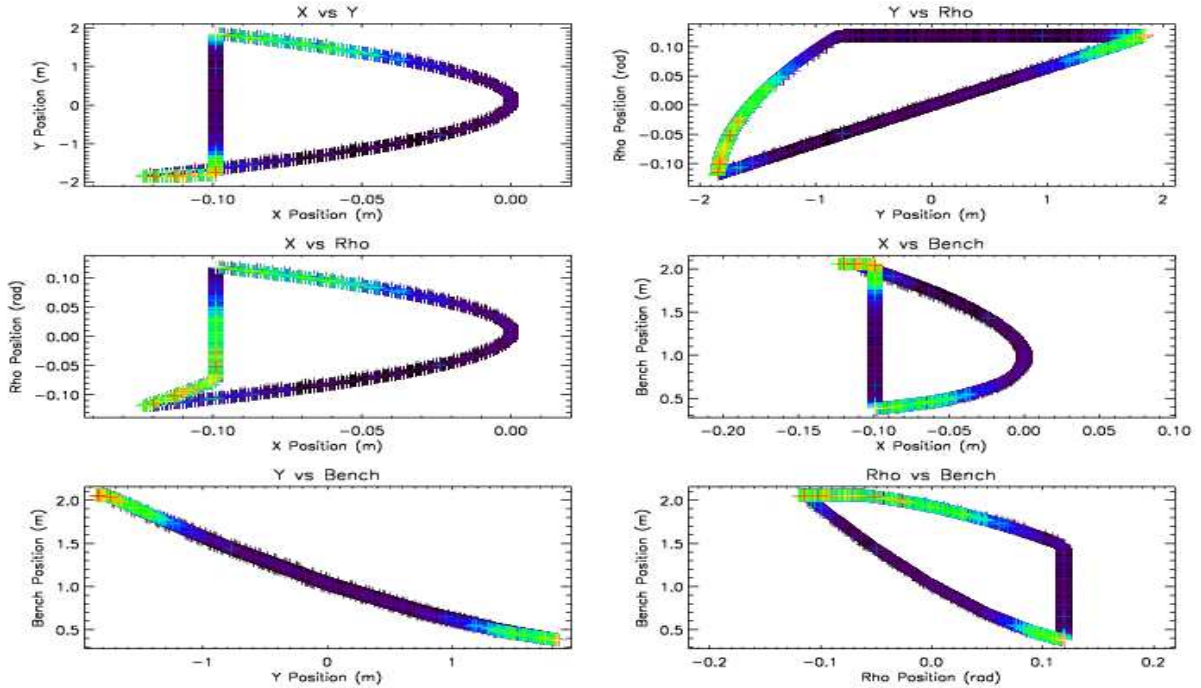 X vs Y
Y Position (m)
2
1
0
−1
−2
−0.10
−0.05
0.00
X Position (m)
Y vs Rho
Rho Position (rad)
0.10
0.05
0.00
−0.05
−0.10
−2
−1
0
1
2
Y Position (m)
X vs Rho
Rho Position (rad)
0.10
0.05
0.00
−0.05
−0.10
−0.10
−0.05
0.00
X Position (m)
X vs Bench
Bench Position (m)
2.0
1.5
1.0
0.5
−0.20
−0.15
−0.10
−0.05
0.00
0.05
0.10
X Position (m)
Y vs Bench
Bench Position (m)
2.0
1.5
1.0
0.5
−1
0
1
Y Position (m)
Rho vs Bench
Bench Position (m)
2.0
1.5
1.0
0.5
−0.2
−0.1
0.0
0.1
0.2
Rho Position (rad)